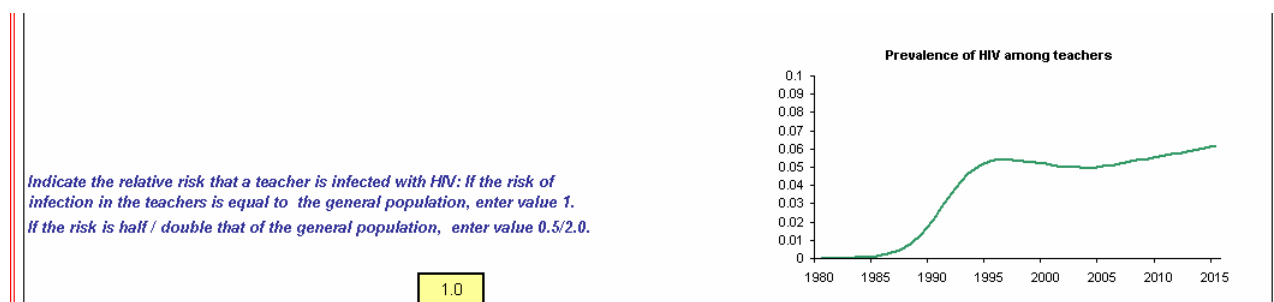 Prevalence of HIV among teachers
0.1
0.09
0.08
0.07
0.06
0.05
0.04
0.03
0.02
0.01
0
1980 1985 1990 1995 2000 2005 2010 2015
Indicate the relative risk that a teacher is infected with HIV: If the risk of
infection in the teachers is equal to the general population, enter value 1.
If the risk is half / double that of the general population, enter value 0.5/2.0.
1.0